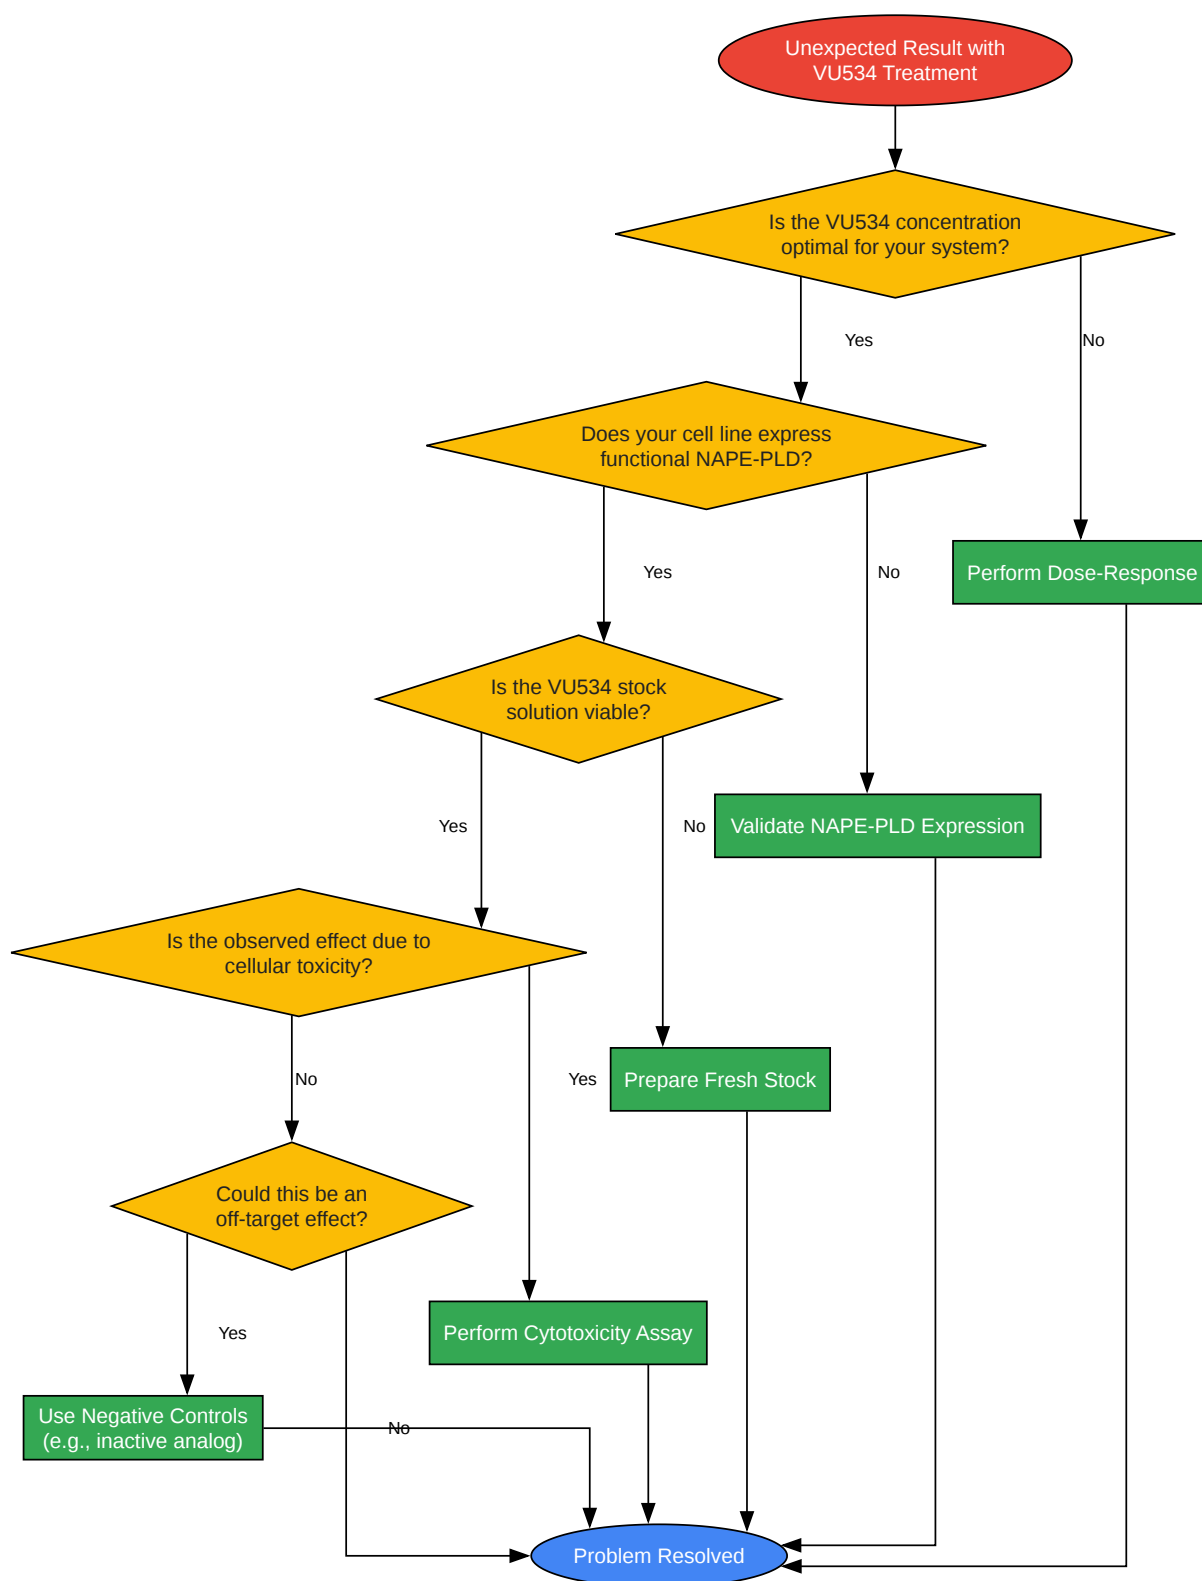 Unexpected Result with
VU534 Treatment
Is the VU534 concentration
optimal for your system?
Yes
No
Does your cell line express
functional NAPE-PLD?
Yes
No
Perform Dose-Response
Is the VU534 stock
solution viable?
Yes
No
Validate NAPE-PLD Expression
Is the observed effect due to
cellular toxicity?
No
Yes
Prepare Fresh Stock
Could this be an
off-target effect?
Yes
Perform Cytotoxicity Assay
Use Negative Controls
(e.g., inactive analog)
No
Problem Resolved